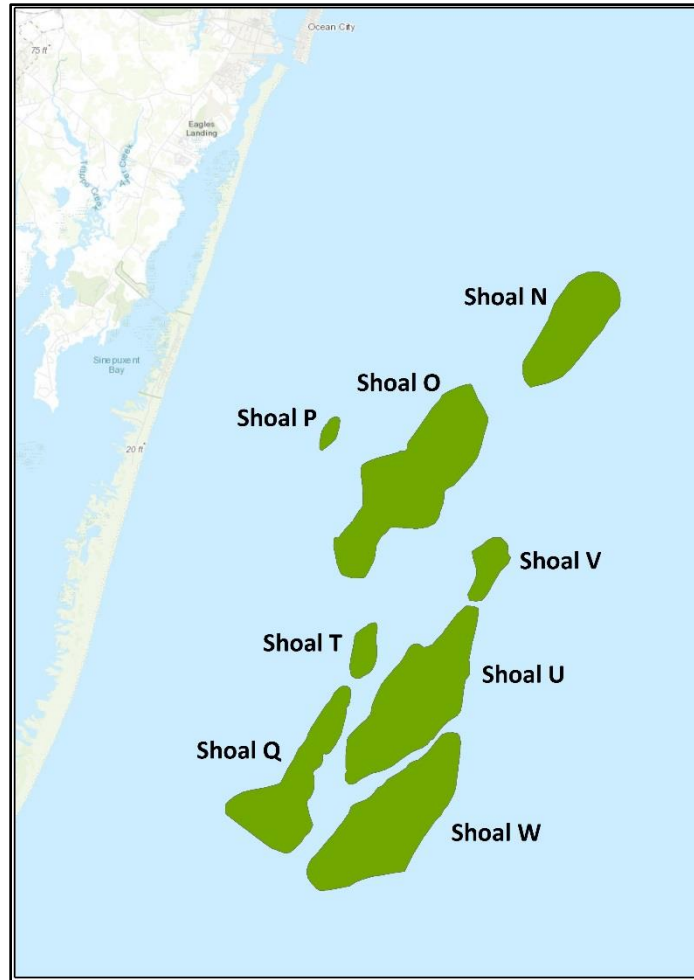 Ocean City
75 ft
Eagles
Landing
Shoal N
Shoal O
Sinepuxent
Bay
Shoal P
20 ft
Shoal V
Shoal T
Shoal U
Shoal Q
Shoal W